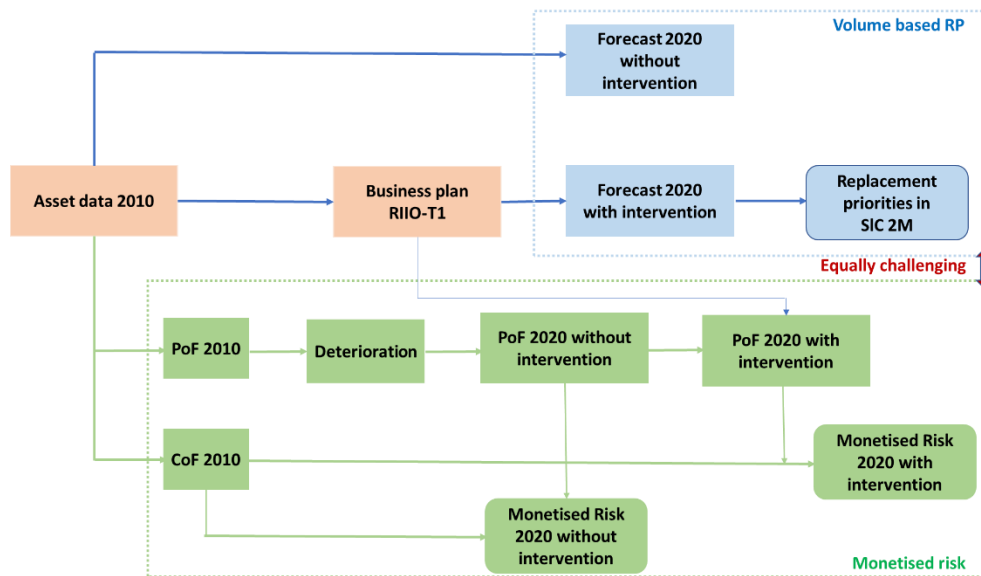 Volume based RP
Forecast 2020
without
intervention
Asset data 2010
Business plan
RIIO-T1
Forecast 2020
with intervention
Replacement
priorities in
SlC 2M
Equally challenging
PoF 2010
Deterioration
PoF 2020 without
intervention
PoF 2020 with
intervention
CoF 2010
Monetised Risk
2020 with
intervention
Monetised Risk
2020 without
intervention
Monetised risk